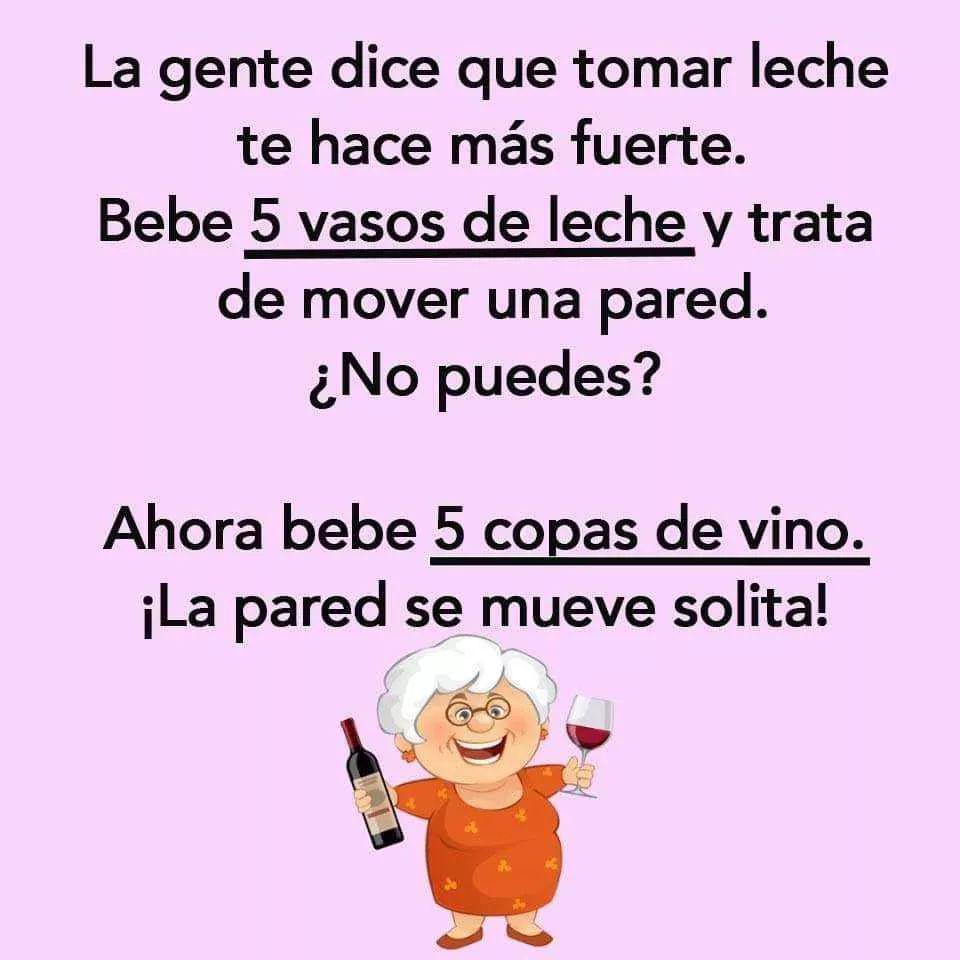 La gente dice que tomar leche
te hace más fuerte.
Bebe 5 vasos de leche y trata
de mover una pared.
¿No puedes?
Ahora bebe 5 copas de vino.
¡La pared se mueve solita!